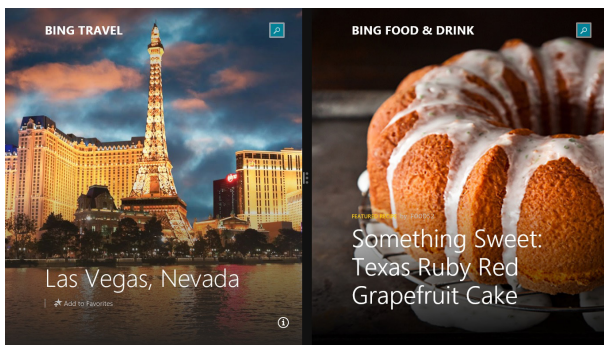 BING TRAVEL
Las Vegas, Nevada
Add to Favorites
BING FOOD & DRINK
Something Sweet:
Texas Ruby Red
Grapefruit Cake